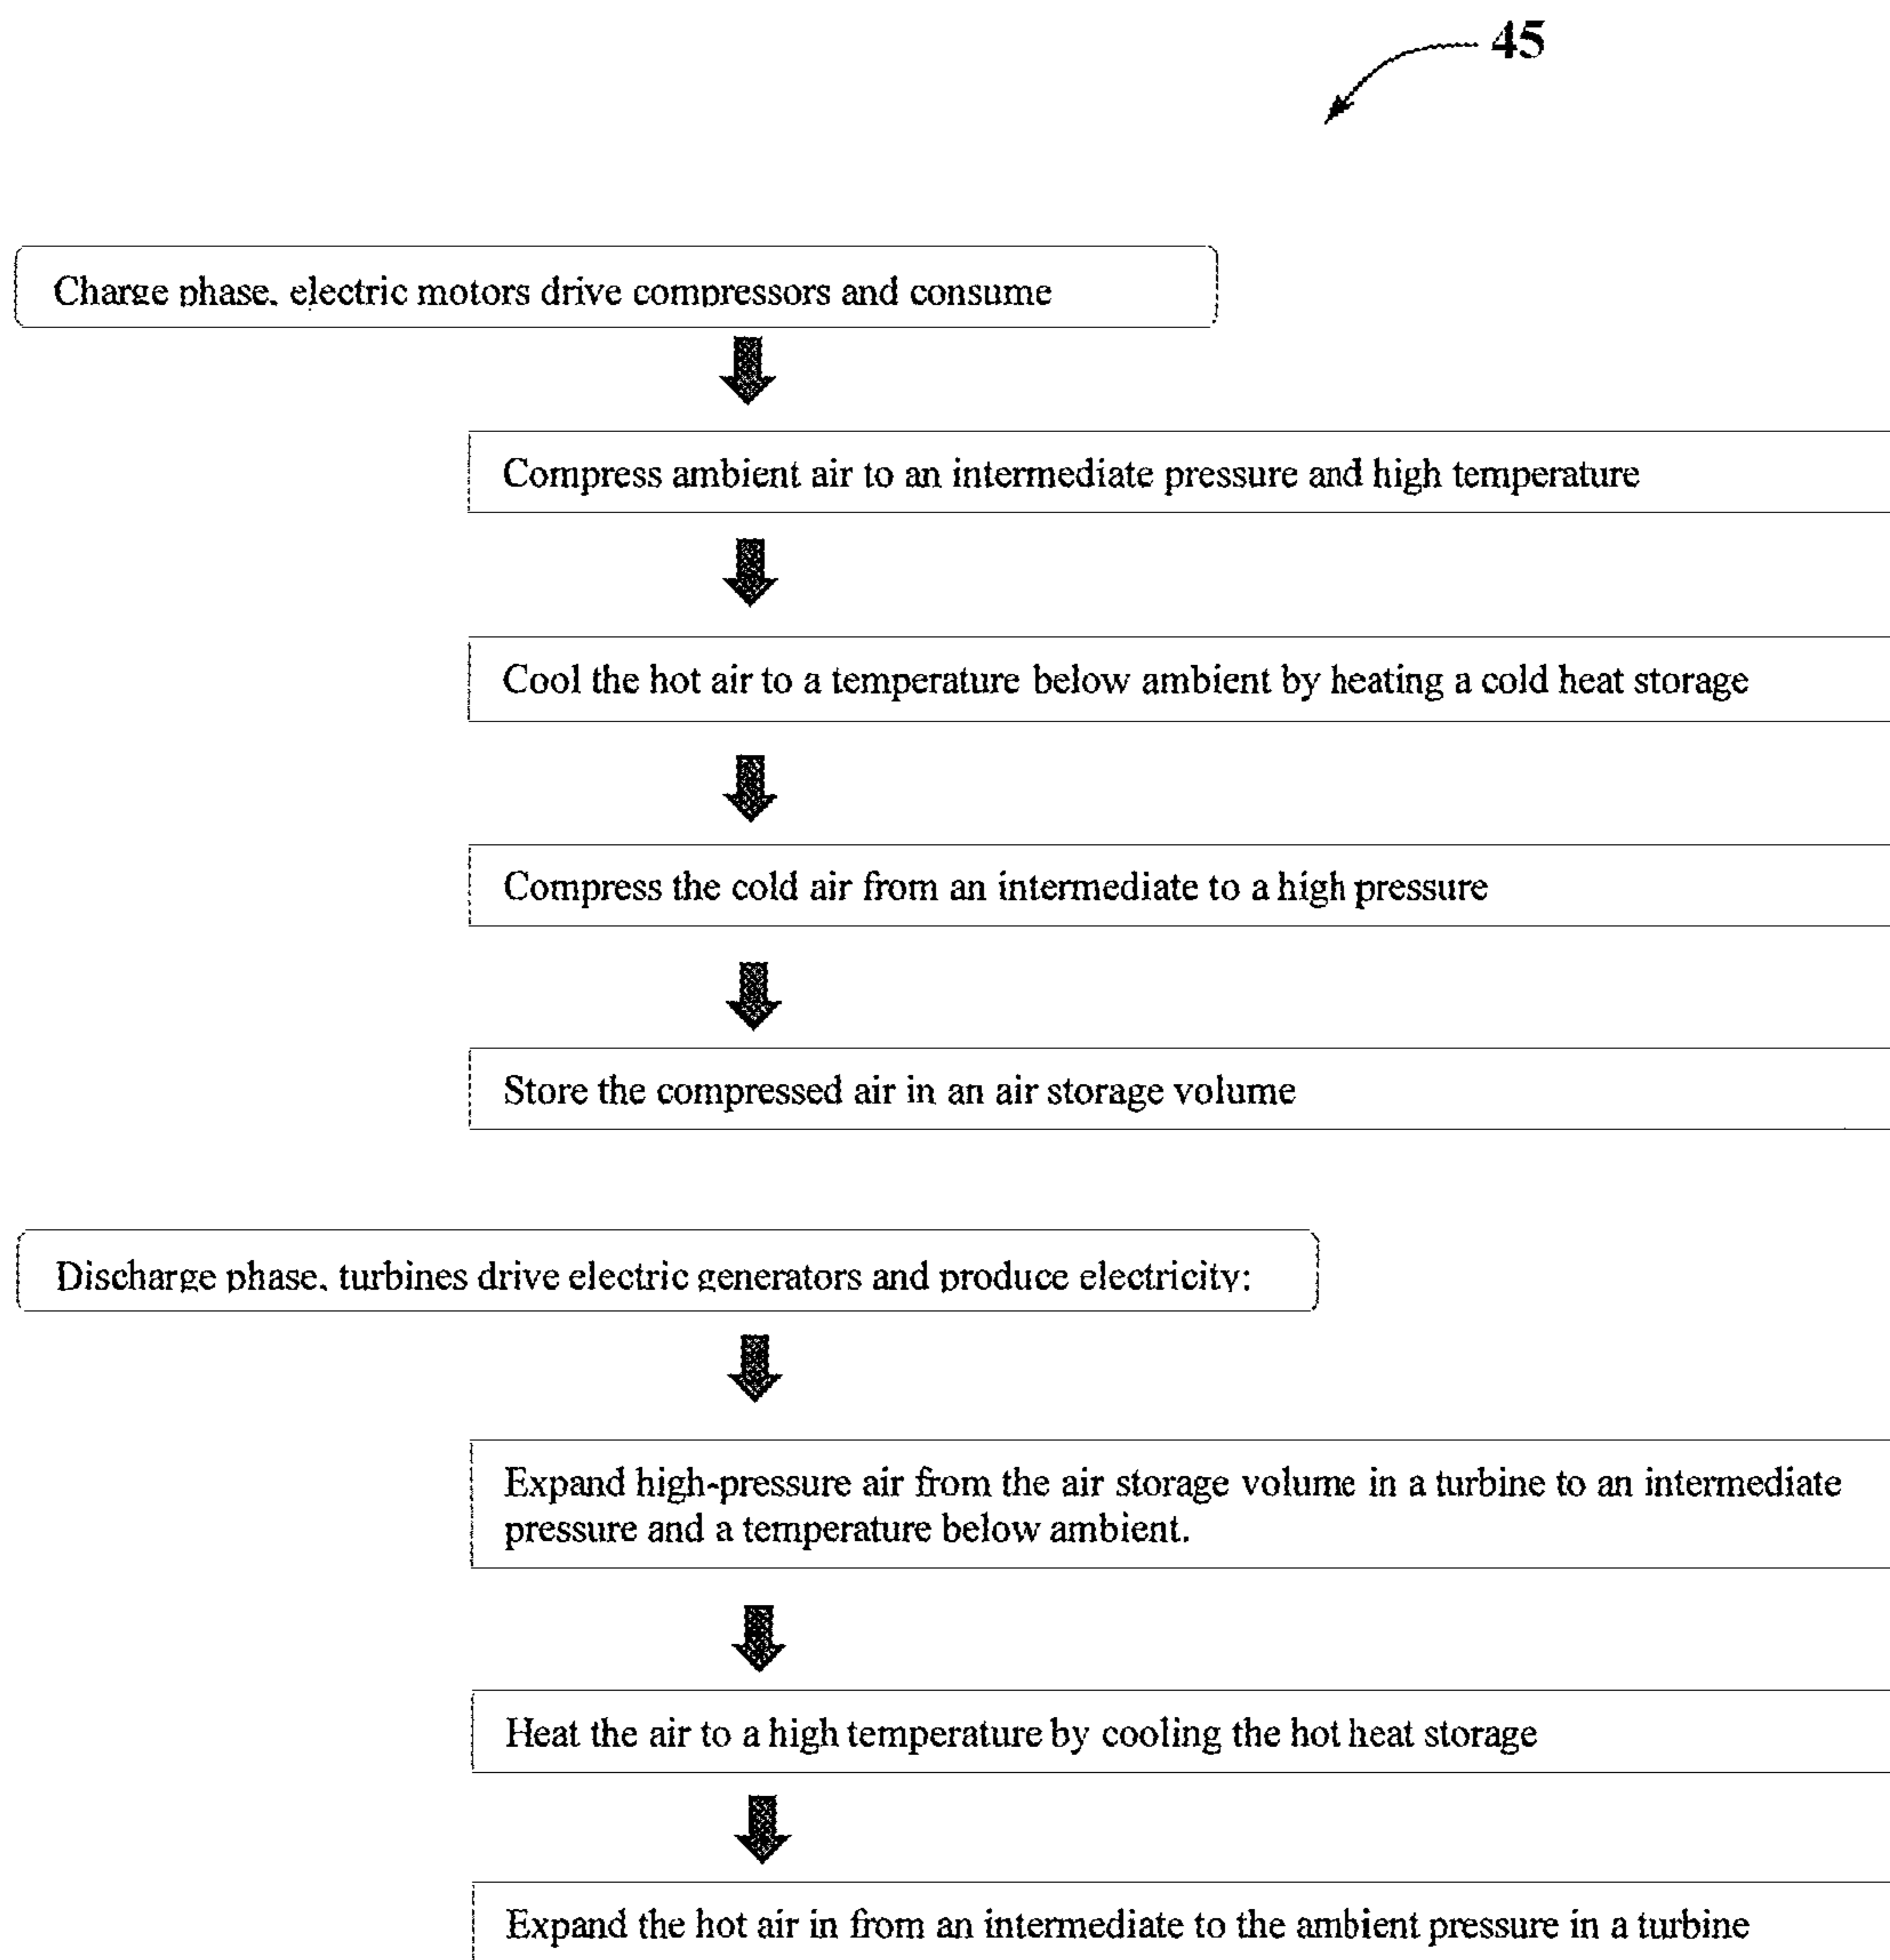 45
Charge phase, electric motors drive compressors and consume
Compress ambient air to an intermediate pressure and high temperature
Cool the hot air to a temperature below ambient by heating a cold heat storage
Compress the cold air from an intermediate to a high pressure
Store the compressed air in an air storage volume
Discharge phase, turbines drive electric generators and produce electricity:
Expand high-pressure air from the air storage volume in a turbine to an intermediate
pressure and a temperature below ambient.
Heat the air to a high temperature by cooling the hot heat storage
Expand the hot air in from an intermediate to the ambient pressure in a turbine